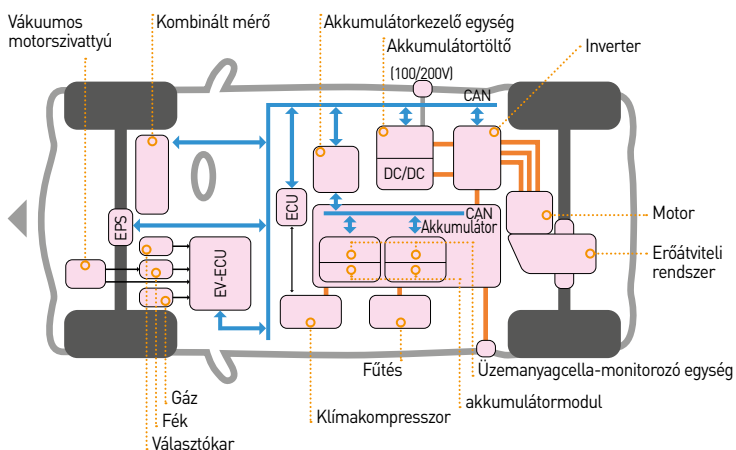 Vákuumos
motorszivattyú
Kombinált mérő
Akkumulátorkezelő egység
Akkumulátortöltő
Inverter
(100/200V)
CAN
DC/DC
EPS
ECU
CAN
Akkumulátor
EV-ECU
Motor
Erőátviteli
rendszer
Fűtés
Üzemanyagcella-monitorozó egység
akkumulátormodul
Klímakompresszor
Gáz
Fék
Választókar